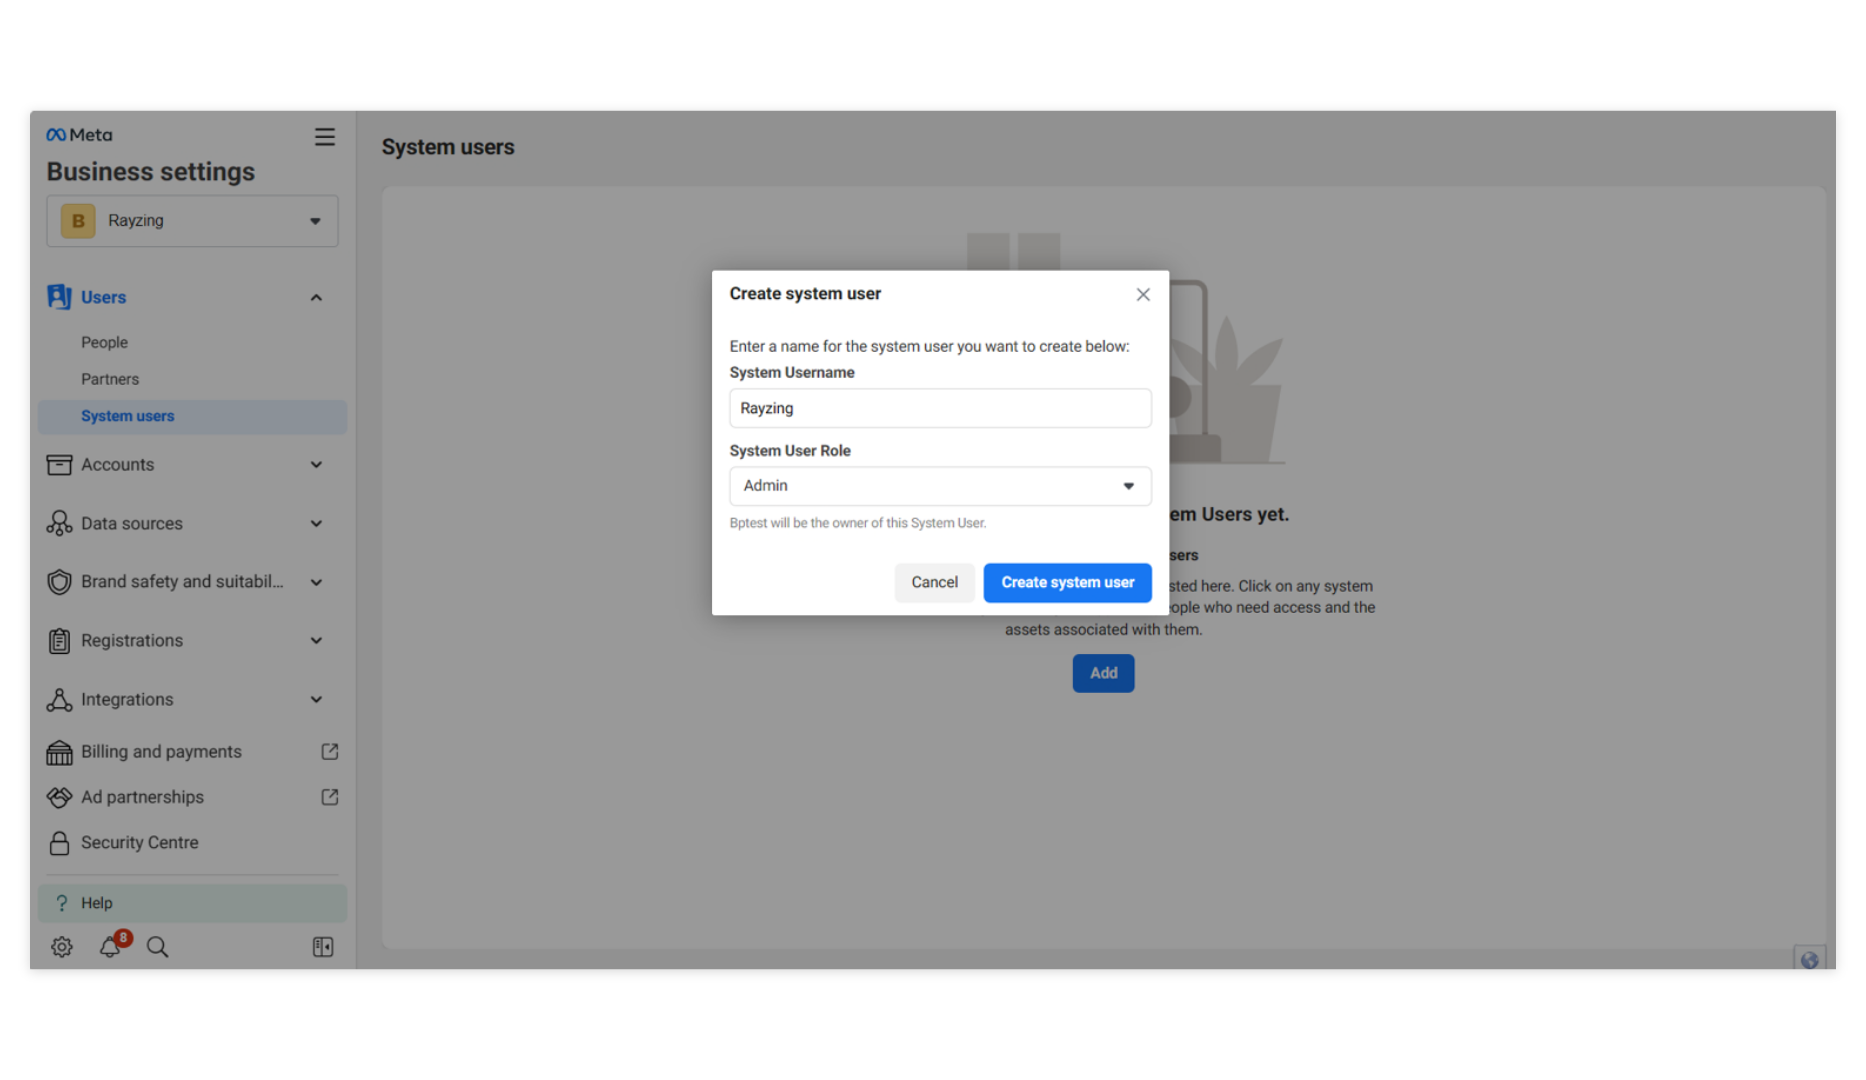 Meta
Business settings
B Rayzing
Users
People
Partners
System users
Accounts
Data sources
Brand safety and suitabil...
Registrations
Integrations
Billing and payments
Ad partnerships
Security Centre
? Help
8
System users
Create system user
Enter a name for the system user you want to create below:
System Username
Rayzing
System User Role
Admin
Bptest will be the owner of this System User.
Cancel
Create system user
em Users yet.
sers
sted here. Click on any system
ople who need access and the
assets associated with them.
Add